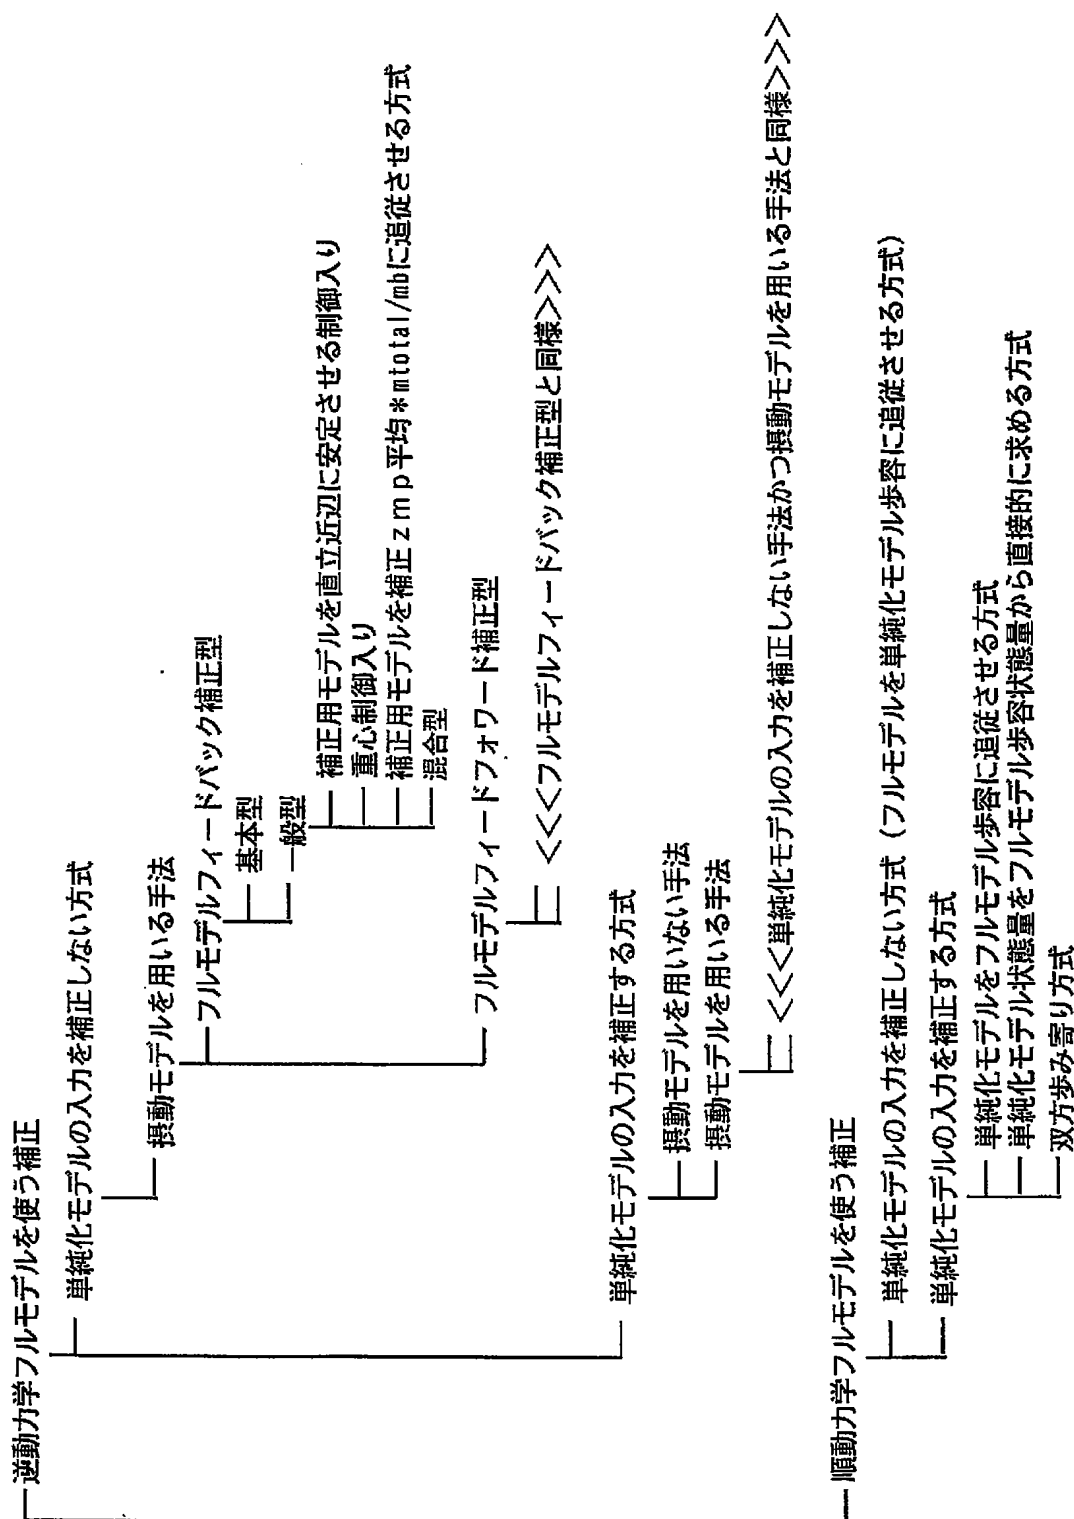 逆動力学フルモデルを使う補正
単純化モデルの入力を補正しない方式
摂動モデルを用いる手法
フルモデルフィードバック補正型
基本型
一般型
補正用モデルを直立近辺に安定させる制御入り
重心制御入り
補正用モデルを補正zmp平均*mtotal/mbに追従させる方式
混合型
フルモデルフィードフォワード補正型
<<<フルモデルフィードバック補正型と同様>>>
単純化モデルの入力を補正する方式
摂動モデルを用いない手法
摂動モデルを用いる手法
<<<単純化モデルの入力を補正しない手法かつ摂動モデルを用いる手法と同様>>>
順動力学フルモデルを使う補正
単純化モデルの入力を補正しない方式（フルモデルを単純化モデル歩容に追従させる方式）
単純化モデルの入力を補正する方式
単純化モデルをフルモデル歩容に追従させる方式
単純化モデル状態量をフルモデル歩容状態量から直接的に求める方式
双方歩み寄り方式